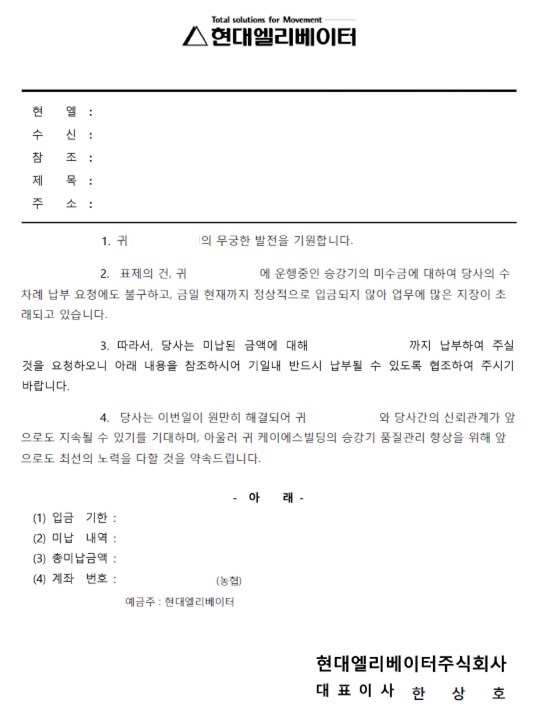 Total solutions for Movement
현대엘리베이터
현 엘 :
수 신 :
참 조 :
제 목 :
주 소 :
1. 귀 의 무궁한 발전을 기원합니다.
2. 표제의 건, 귀 에 운행중인 승강기의 미수금에 대하여 당사의 수
차례 납부 요청에도 불구하고, 금일 현재까지 정상적으로 입금되지 않아 업무에 많은 지장이 초
래되고 있습니다.
3. 따라서, 당사는 미납된 금액에 대해 까지 납부하여 주실
것을 요청하오니 아래 내용을 참조하시어 기일내 반드시 납부될 수 있도록 협조하여 주시기
바랍니다.
4. 당사는 이번일이 원만히 해결되어 귀 와 당사간의 신뢰관계가 앞
으로도 지속될 수 있기를 기대하며, 아울러 귀 케이에스빌딩의 승강기 품질관리 향상을 위해 앞
으로도 최선의 노력을 다할 것을 약속드립니다.
- 아 래 -
(1) 입금 기한 :
(2) 미납 내역 :
(3) 총미납금액 :
(4) 계좌 번호 : (농협)
예금주 : 현대엘리베이터
현대엘리베이터주식회사
대 표 이 사 한 상 호